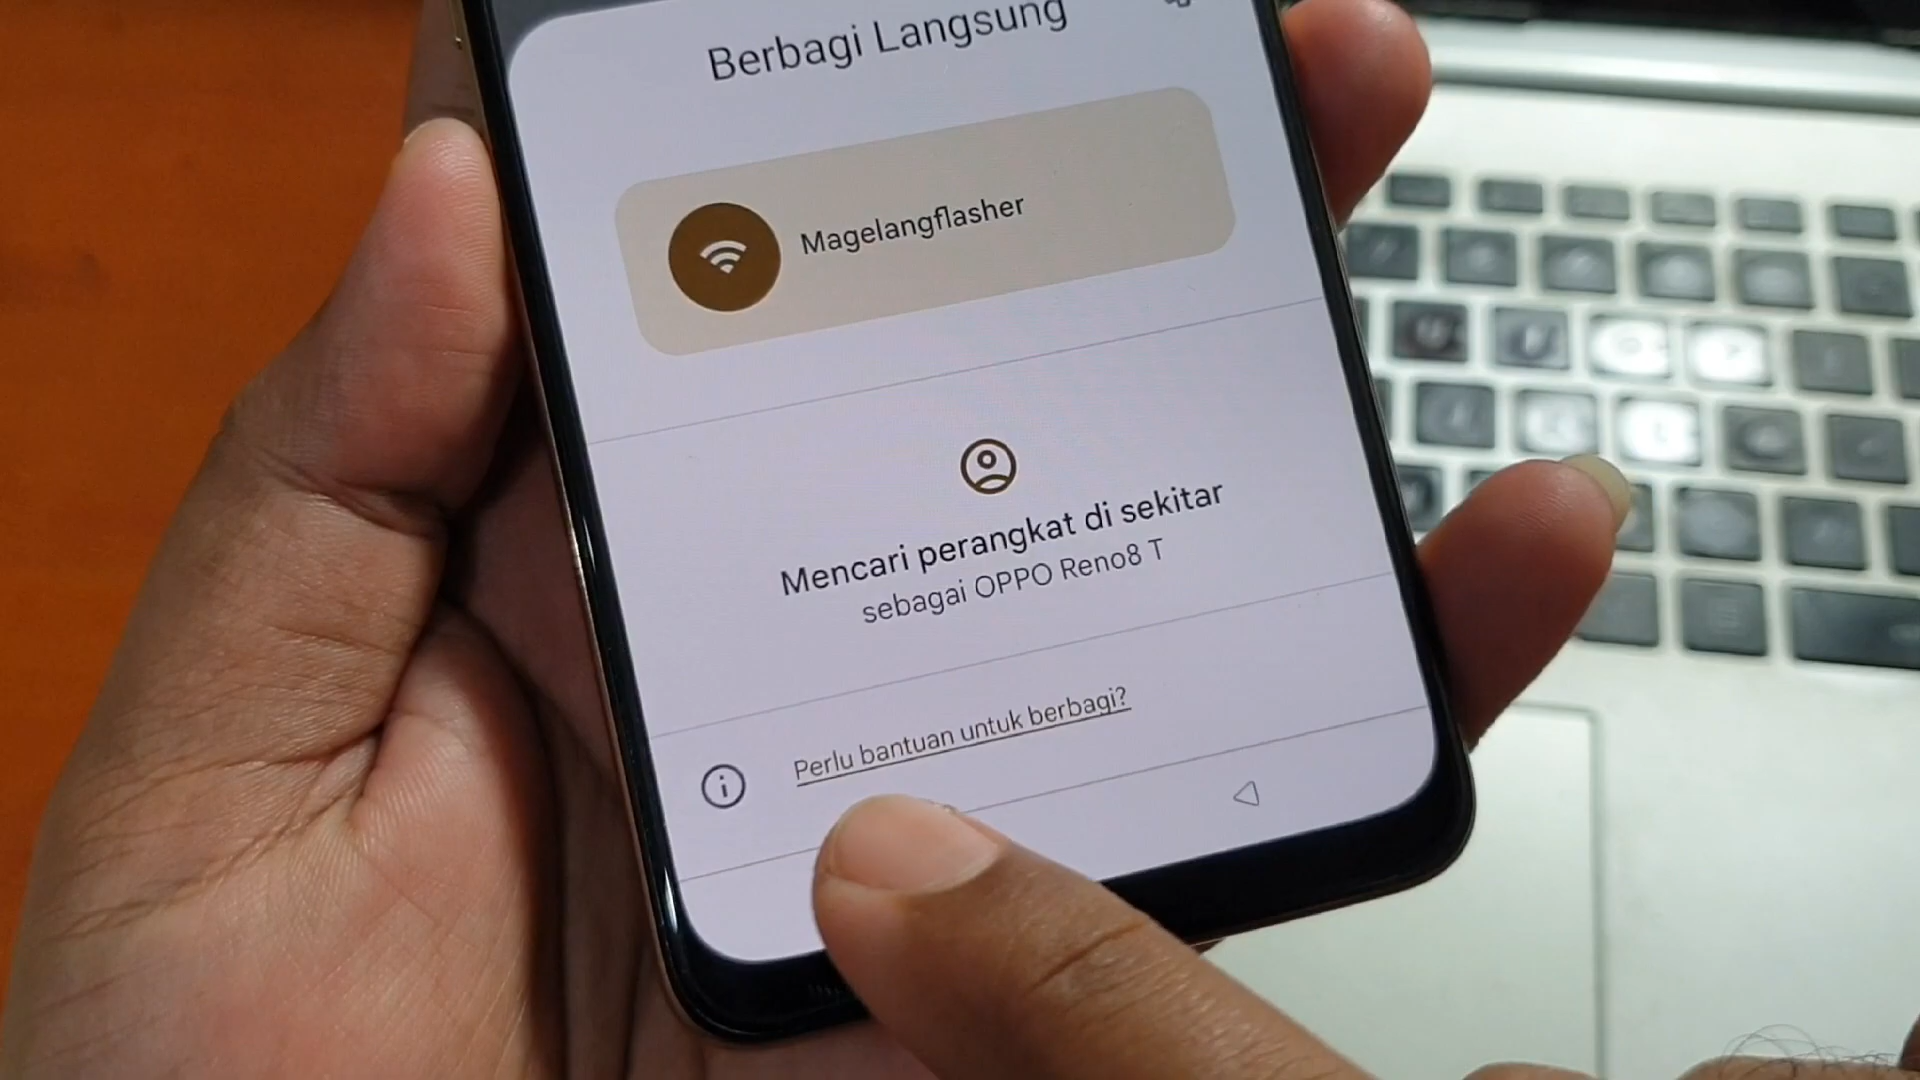 Berbagi Langsung
Magelangflasher
Mencari perangkat di sekitar
sebagai OPPO Reno8 T
Perlu bantuan untuk berbagi?